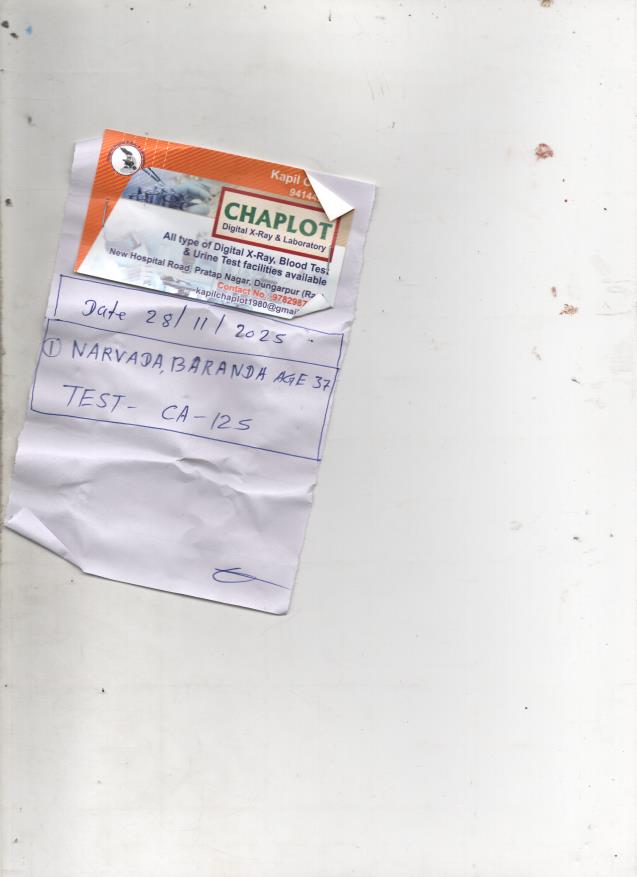 Kapil
9414-
CHAPLOT
Digital X-Ray & Laboratory
All type of Digital X-Ray, Blood Test
& Urine Test facilities available
New Hospital Road, Pratap Nagar, Dungarpur (Ra
Contact No. 9782987
kapilchaplot1980@gmai
Date 28/11/2025
① NARVADA, BARANDA AGE 37
TEST- CA-125